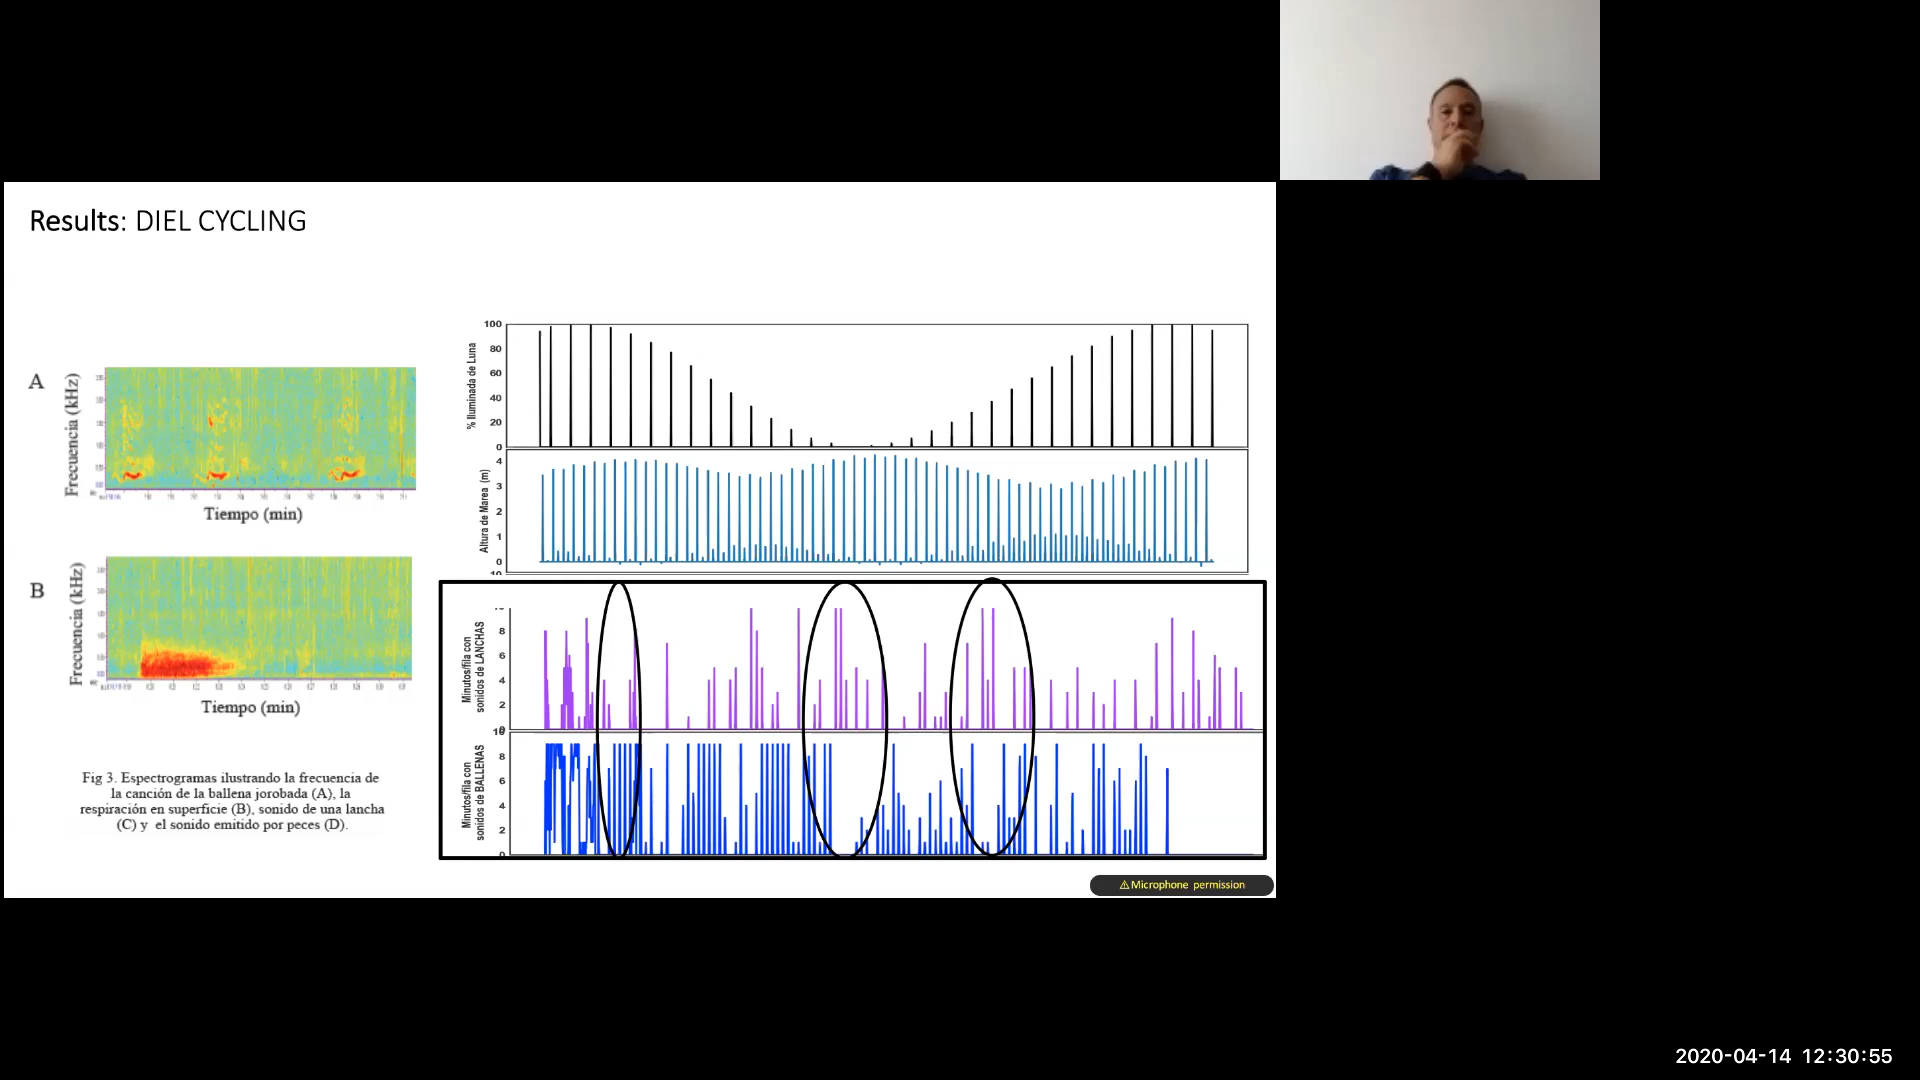 Results: DIEL CYCLING
A
Frecuencia (kHz)
Tiempo (min)
B
Frecuencia (kHz)
Tiempo (min)
Fig 3. Espectrogramas ilustrando la frecuencia de
la canción de la ballena jorobada (A), la
respiración en superficie (B), sonido de una lancha
(C) y el sonido emitido por peces (D).
% Iluminada de Luna
100
80
60
40
20
0
Altura de Marea (m)
4
3
2
1
0
Minutos/fila con
sonidos de LANCHAS
8
6
4
2
0
Minutos/fila con
sonidos de BALLENAS
10
8
6
4
2
0
⚠Microphone permission
2020-04-14 12:30:55